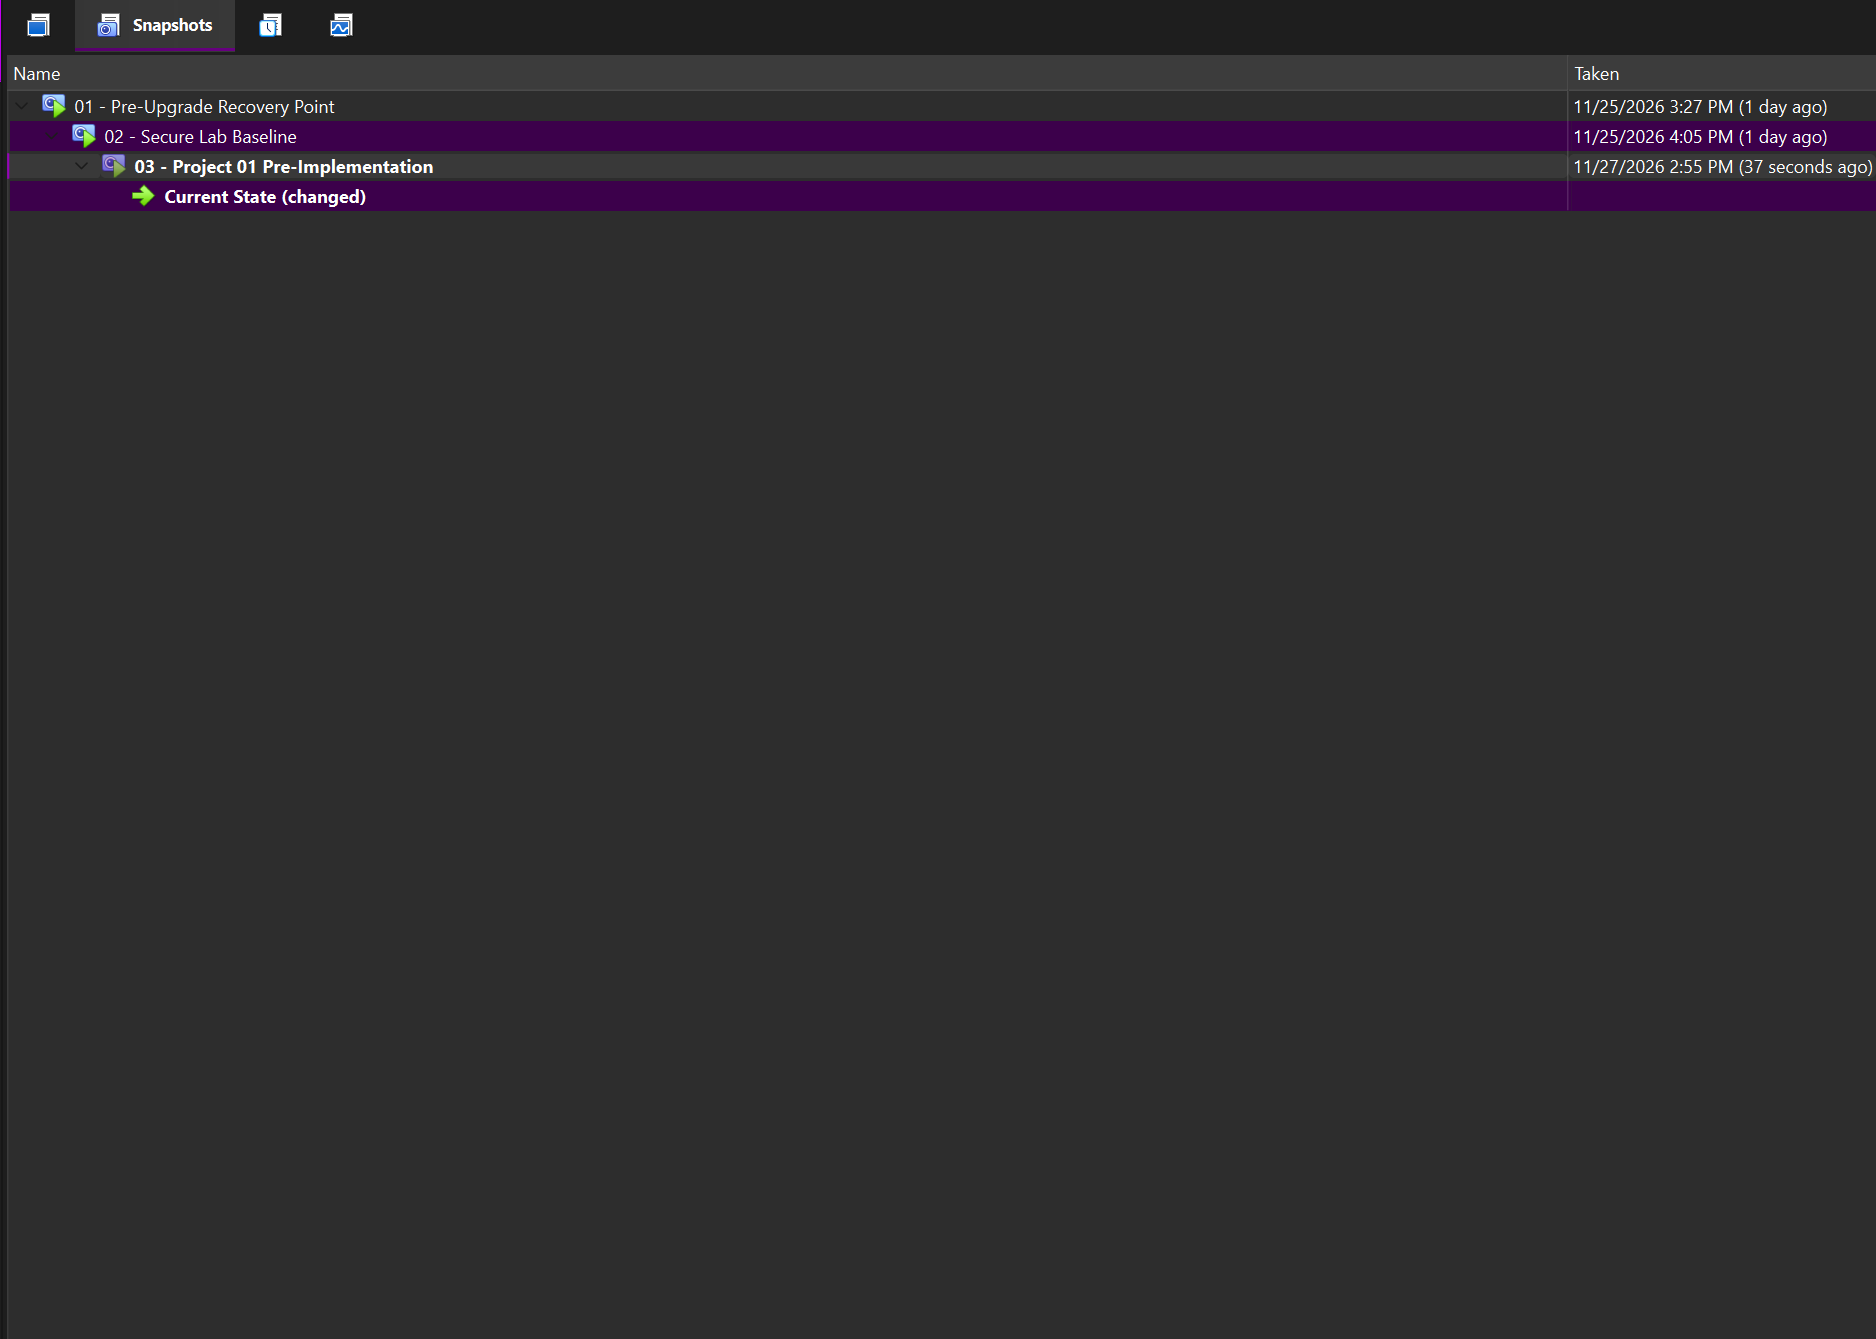 Snapshots
Name Taken
01 - Pre-Upgrade Recovery Point 11/25/2026 3:27 PM (1 day ago)
02 - Secure Lab Baseline 11/25/2026 4:05 PM (1 day ago)
03 - Project 01 Pre-Implementation 11/27/2026 2:55 PM (37 seconds ago)
Current State (changed)